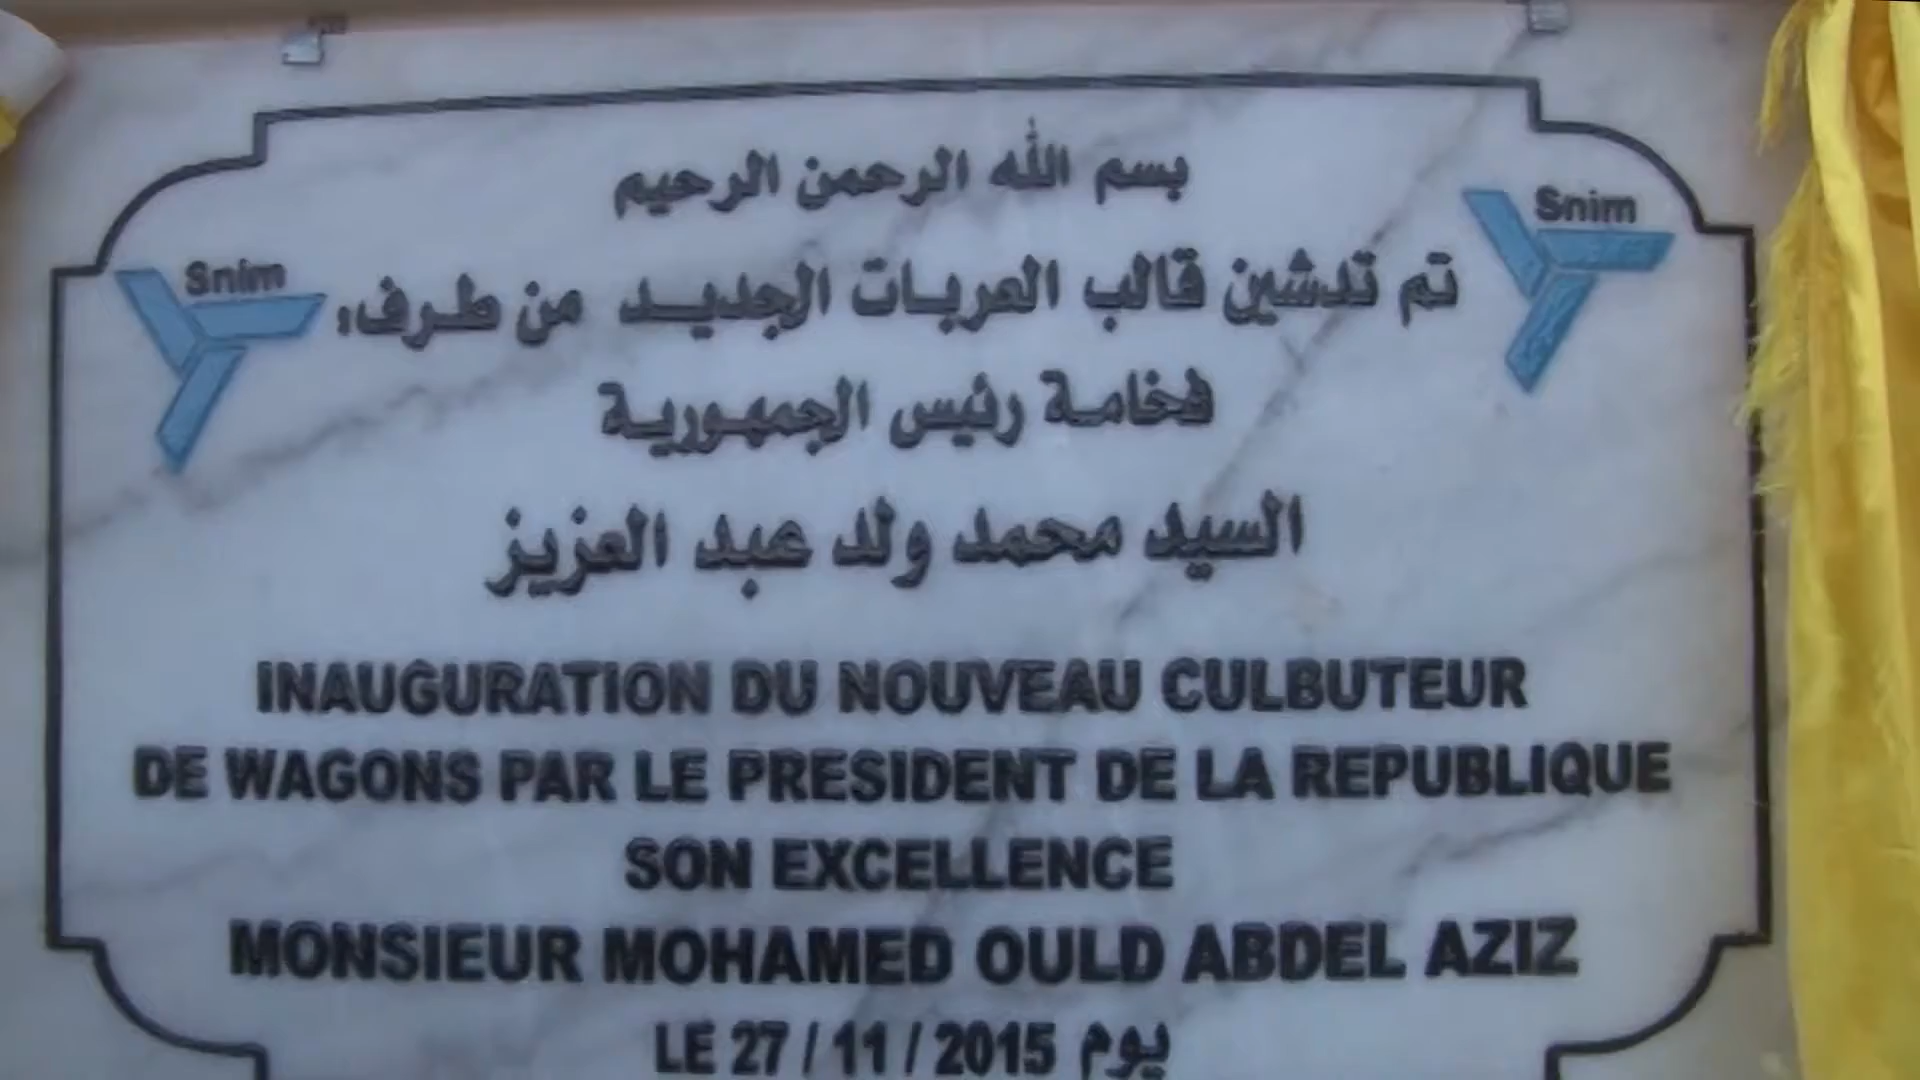 بسم الله الرحمن الرحيم
Snim
تم تدشين قالب العربات الجديد من طرف:
Snim
فخامة رئيس الجمهورية
السيد محمد ولد عبد العزيز
INAUGURATION DU NOUVEAU CULBUTEUR
DE WAGONS PAR LE PRESIDENT DE LA REPUBLIQUE
SON EXCELLENCE
MONSIEUR MOHAMED OULD ABDEL AZIZ
LE 27 / 11 / 2015 يوم